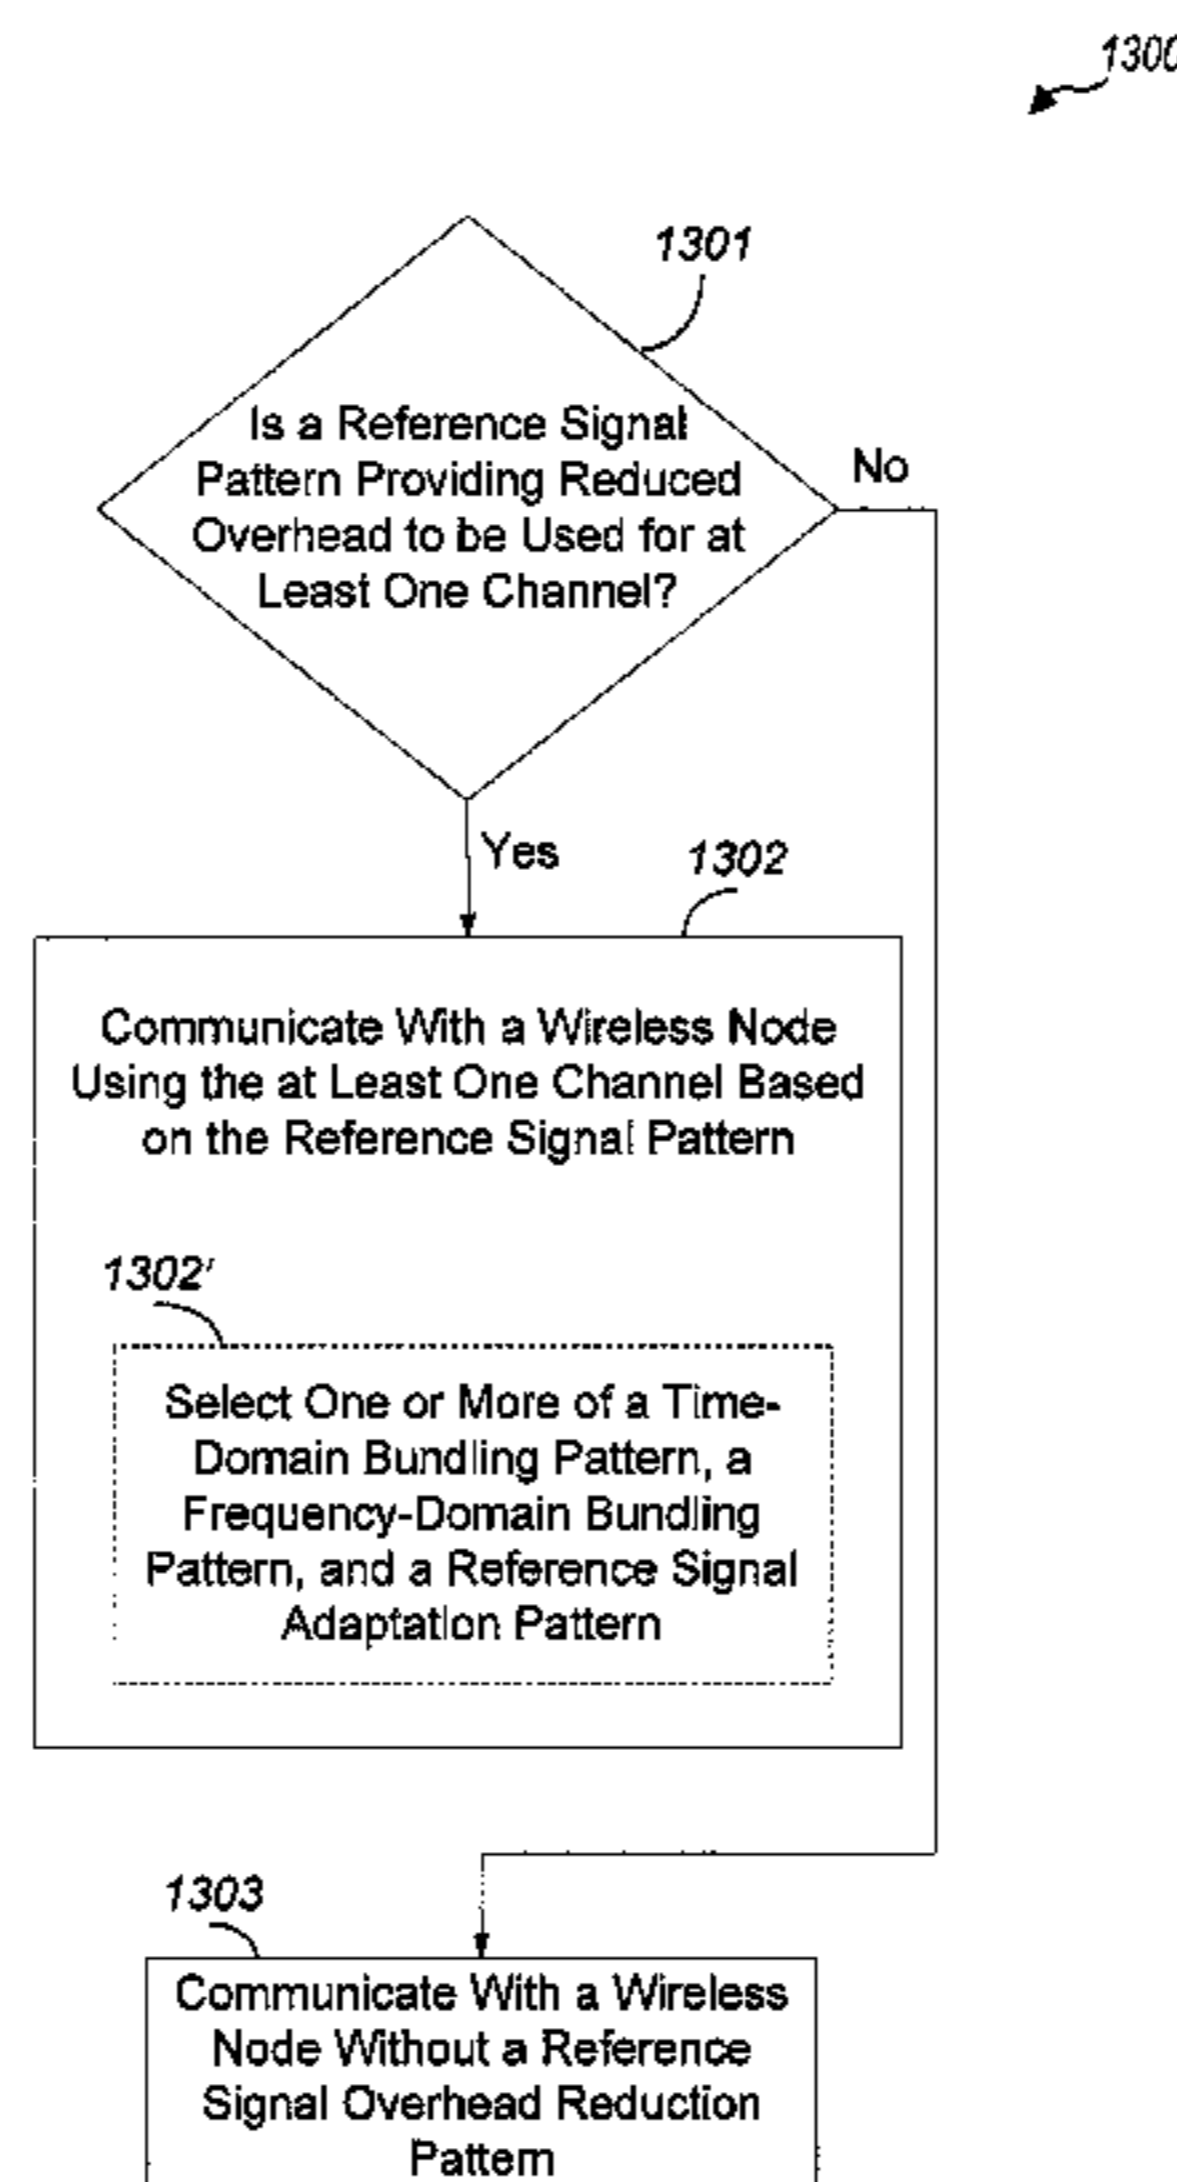 1300
1301
Is a Reference Signal
Pattern Providing Reduced
Overhead to be Used for at
Least One Channel?
No
Yes
1302
Communicate With a Wireless Node
Using the at Least One Channel Based
on the Reference Signal Pattern
1302'
Select One or More of a Time-
Domain Bundling Pattern, a
Frequency-Domain Bundling
Pattern, and a Reference Signal
Adaptation Pattern
1303
Communicate With a Wireless
Node Without a Reference
Signal Overhead Reduction
Pattern